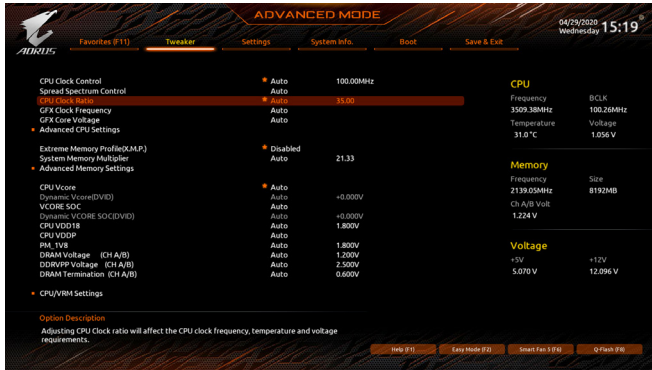 ADVANCED MODE
04/29/2020
Wednesday 15:19
AORUS
Favorites (F11) Tweaker Settings System Info. Boot Save & Exit
CPU Clock Control Auto 100.00MHz
Spread Spectrum Control Auto
CPU Clock Ratio Auto 35.00
GFX Clock Frequency Auto
GFX Core Voltage Auto
Advanced CPU Settings
Extreme Memory Profile(X.M.P.) Disabled
System Memory Multiplier Auto 21.33
Advanced Memory Settings
CPU Vcore Auto
Dynamic Vcore(DVID) Auto +0.000V
VCORE SOC Auto
Dynamic VCORE SOC(DVID) Auto +0.000V
CPU VDD18 Auto 1.800V
CPU VDDP Auto
PM_1V8 Auto 1.800V
DRAM Voltage (CH A/B) Auto 1.200V
DDRVPP Voltage (CH A/B) Auto 2.500V
DRAM Termination (CH A/B) Auto 0.600V
CPU/VRM Settings
CPU
Frequency BCLK
3509.38MHz 100.26MHz
Temperature Voltage
31.0 °C 1.056 V
Memory
Frequency Size
2139.05MHz 8192MB
Ch A/B Volt
1.224 V
Voltage
+5V +12V
5.070 V 12.096 V
Option Description
Adjusting CPU Clock ratio will affect the CPU clock frequency, temperature and voltage
requirements.
Help (F1) Easy Mode (F2) Smart Fan 5 (F6) Q-Flash (F8)